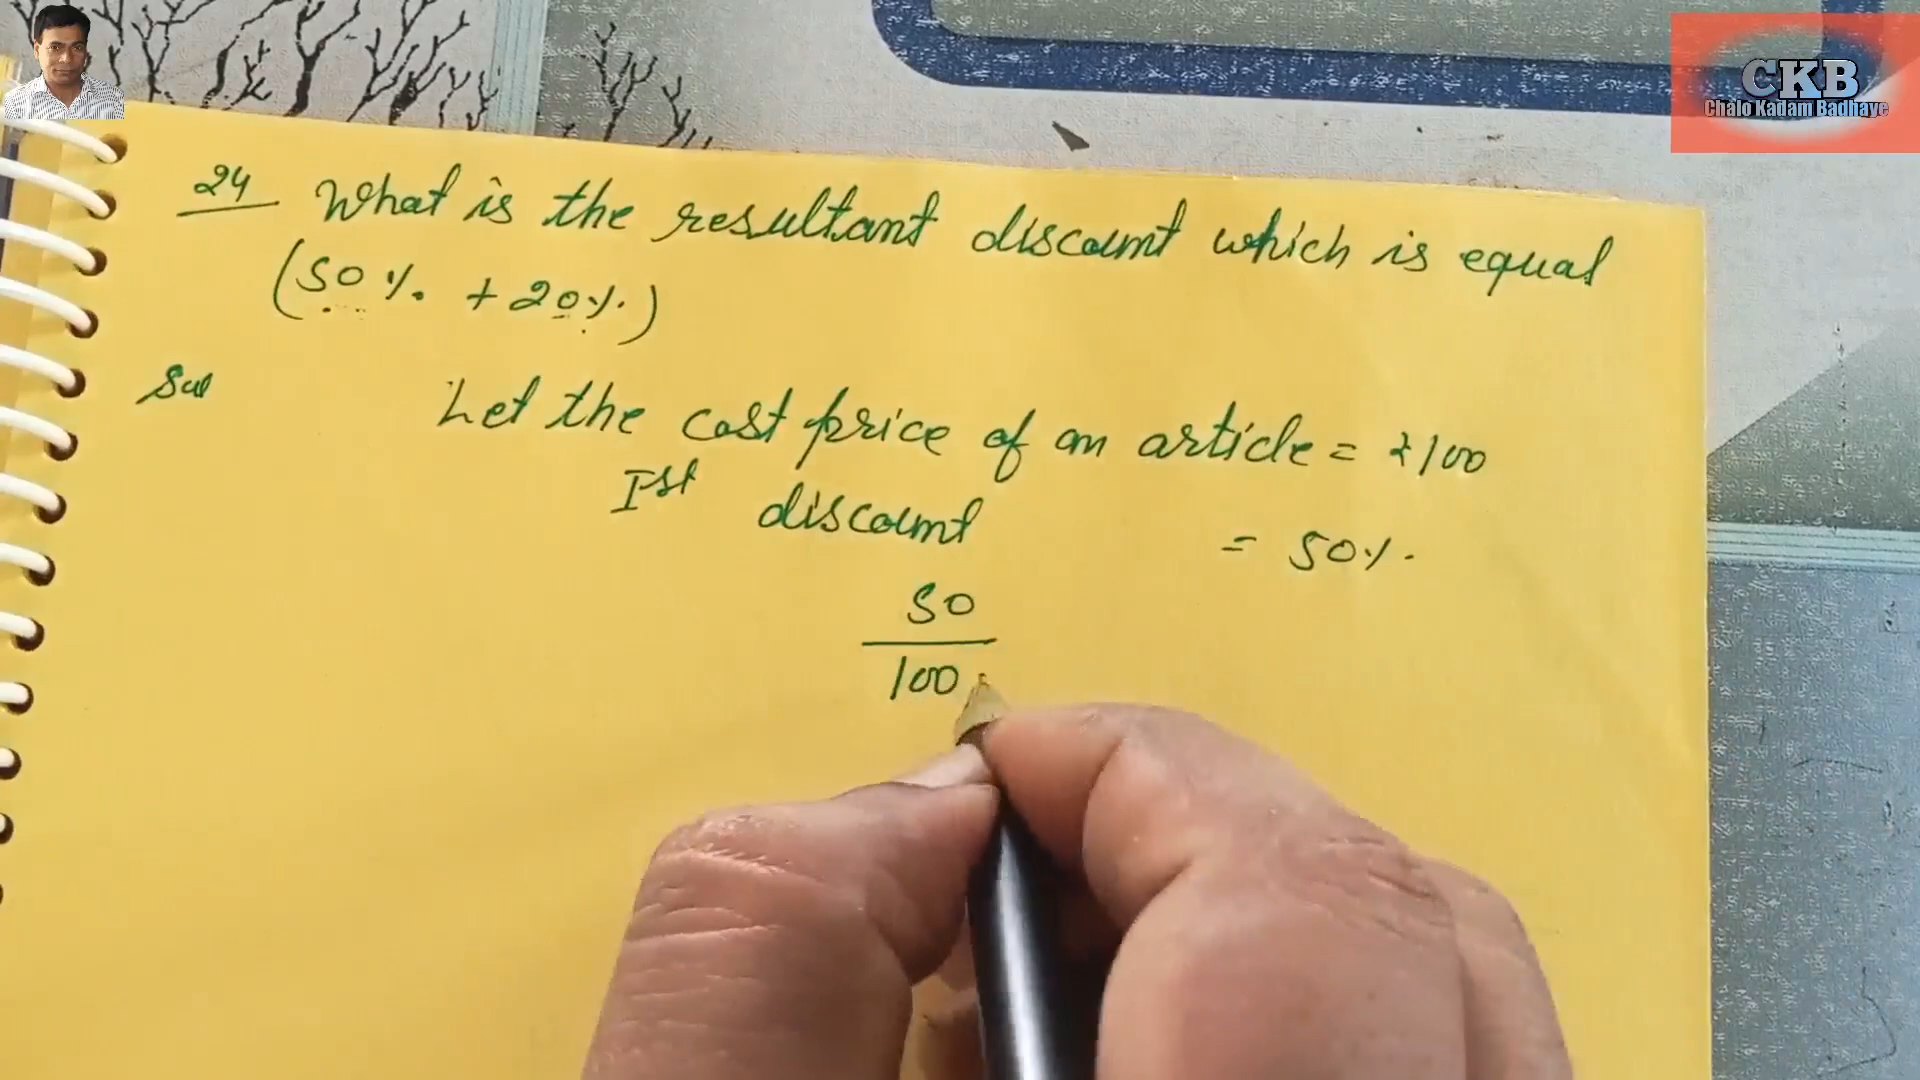 CKB
Chalo Kadam Badhaye
24 What is the resultant discount which is equal
(50% + 20%)
Sol Let the cost price of an article = ₹100
Ist discount = 50%.
50
100